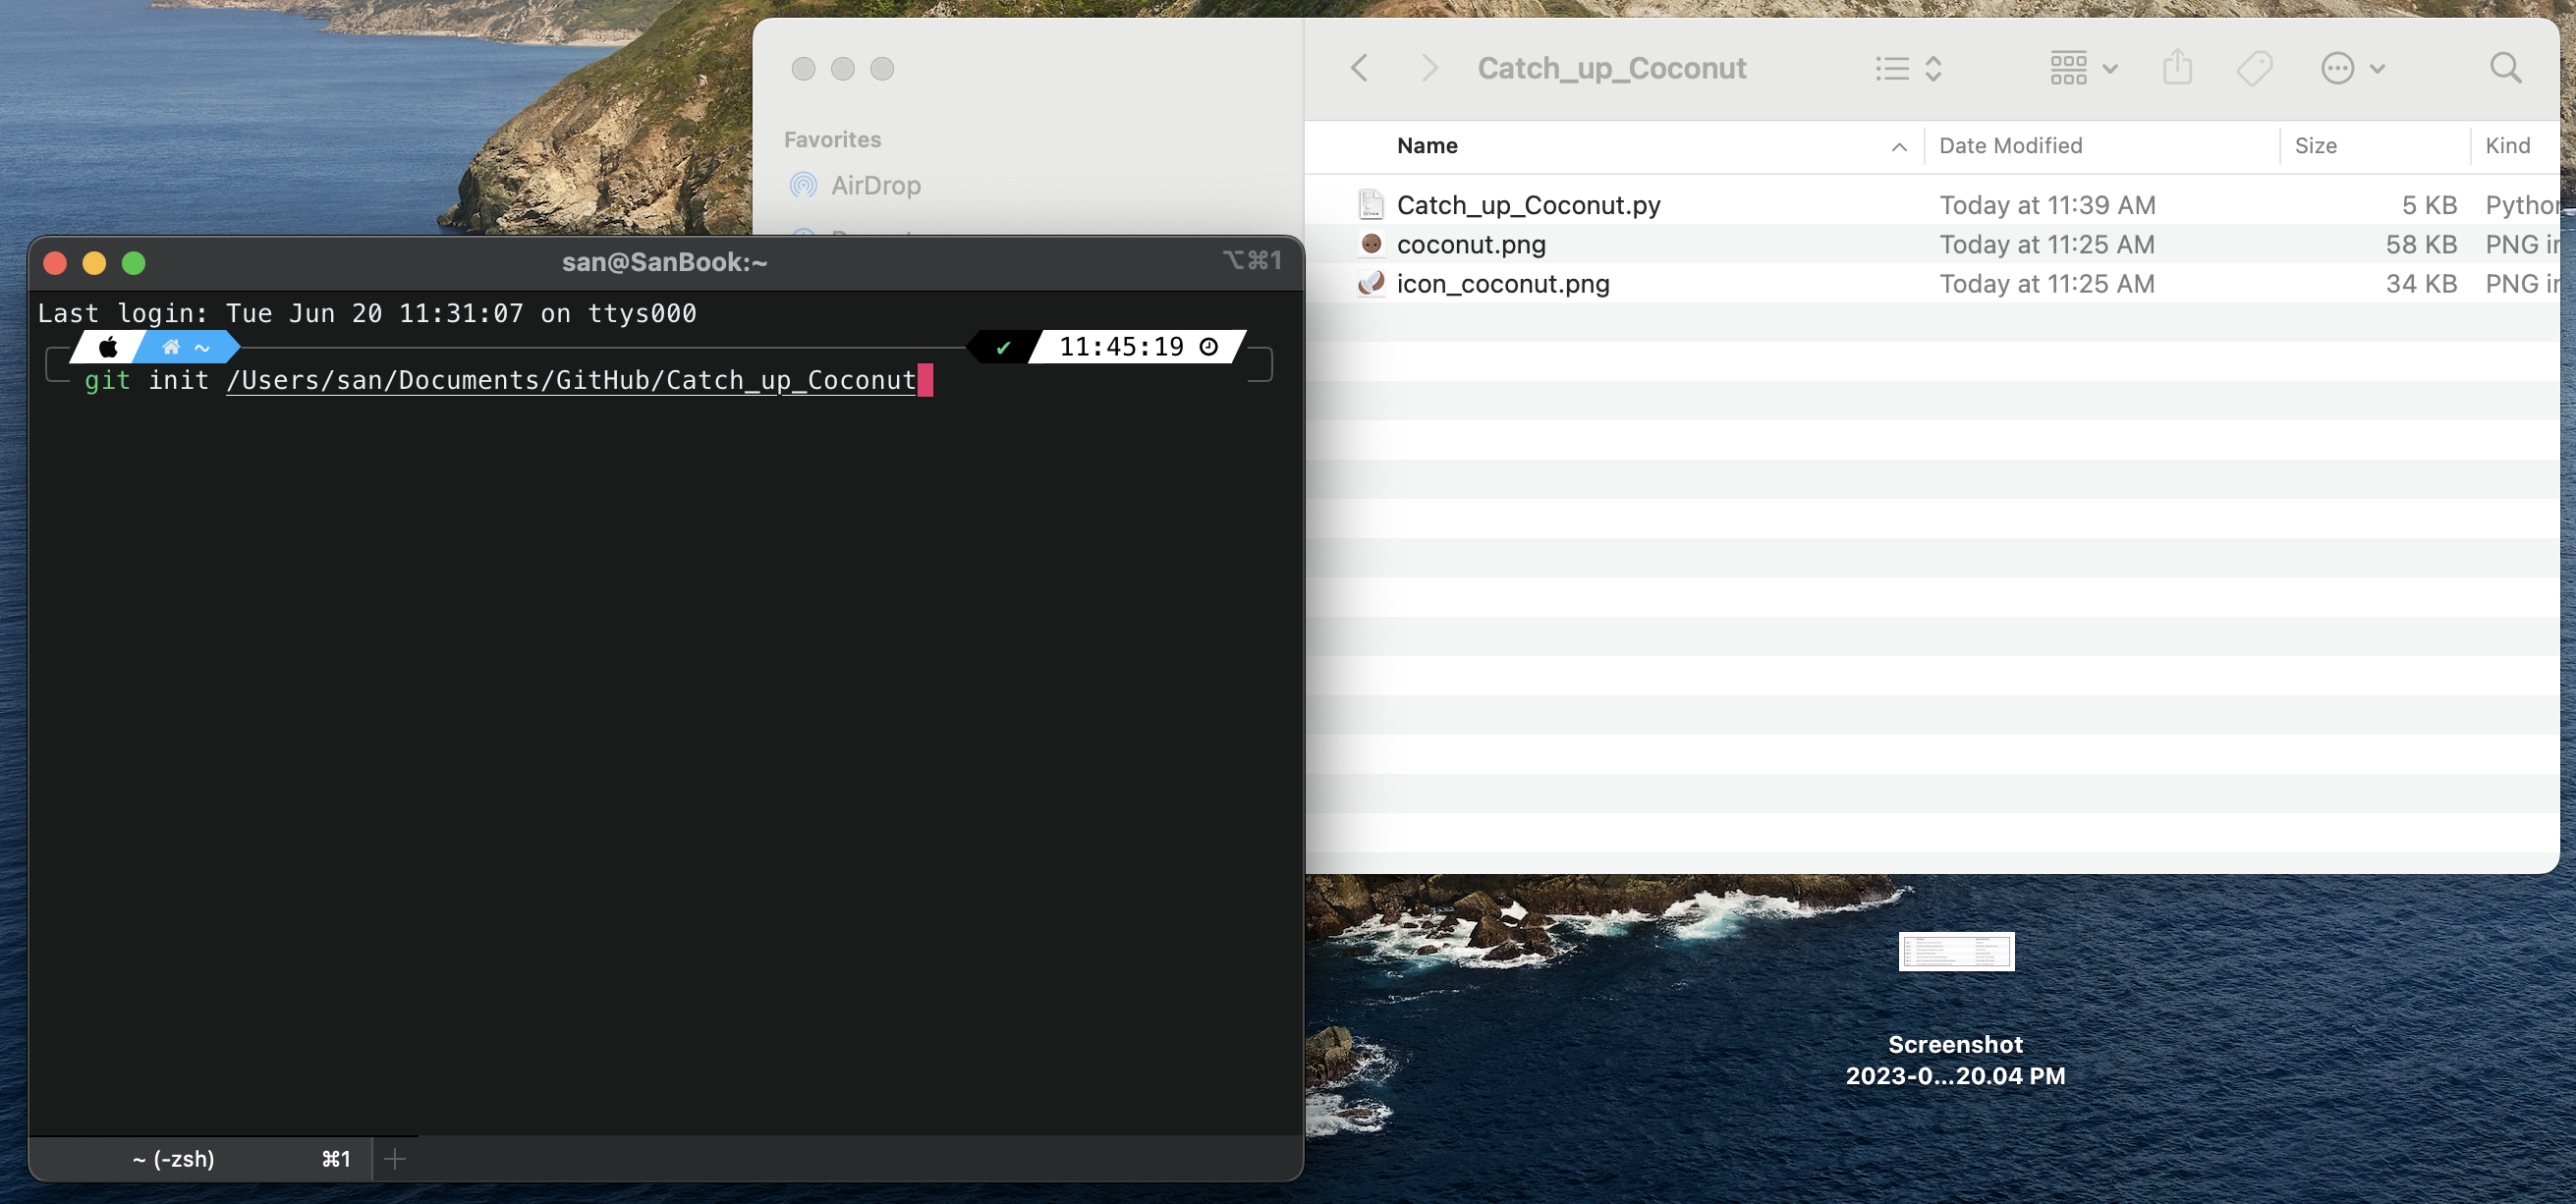 Catch_up_Coconut
Favorites
AirDrop
Name
Date Modified
Size
Kind
Catch_up_Coconut.py
Today at 11:39 AM
5 KB
coconut.png
Today at 11:25 AM
58 KB
PNG
icon_coconut.png
Today at 11:25 AM
34 KB
PNG
san@SanBook:~
⌥⌘1
Last login: Tue Jun 20 11:31:07 on ttys000
~
✔ 11:45:19
git init /Users/san/Documents/GitHub/Catch_up_Coconut
~ (-zsh)
⌘1
Screenshot
2023-0...20.04 PM